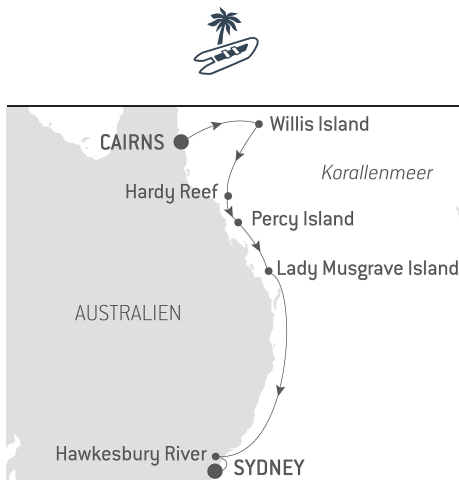 Willis Island
CAIRNS
Korallenmeer
Hardy Reef
Percy Island
Lady Musgrave Island
AUSTRALIEN
Hawkesbury River
SYDNEY